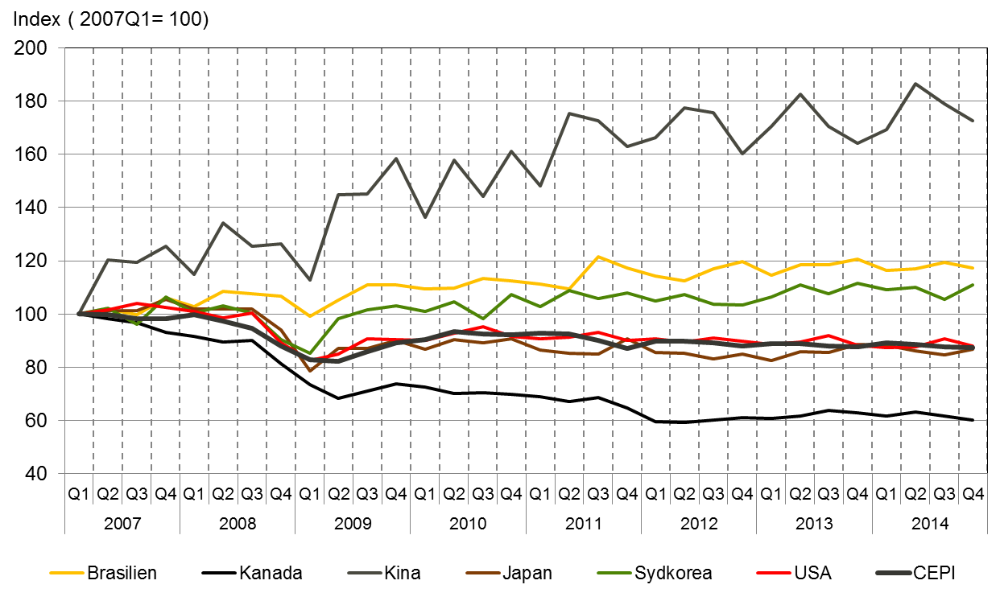 Index ( 2007Q1= 100)
200
180
160
140
120
100
80
60
40
Q1 Q2 Q3 Q4 Q1 Q2 Q3 Q4 Q1 Q2 Q3 Q4 Q1 Q2 Q3 Q4 Q1 Q2 Q3 Q4 Q1 Q2 Q3 Q4 Q1 Q2 Q3 Q4 Q1 Q2 Q3 Q4
2007 2008 2009 2010 2011 2012 2013 2014
Brasilien Kanada Kina Japan Sydkorea USA CEPI